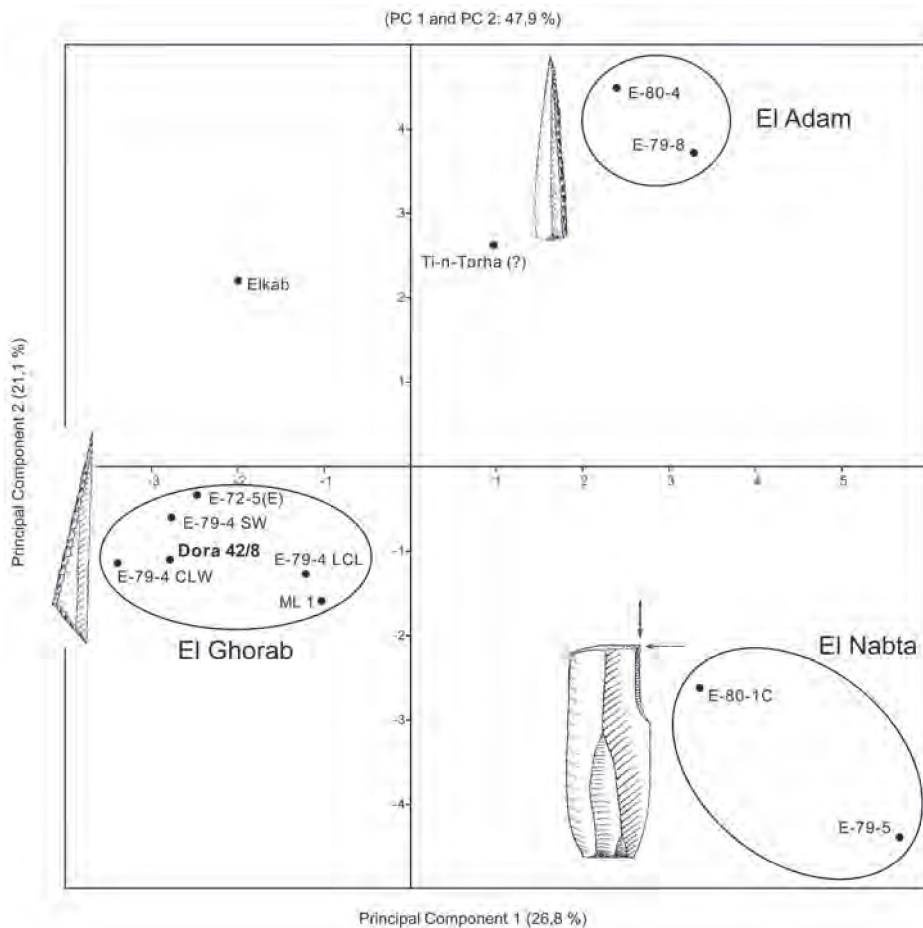 (PC 1 and PC 2: 47,9 %)
E-80-4
El Adam
E-79-8
4
3
Ti-n-Torha (?)
Elkab
2
1
Principal Component 2 (21,1 %)
-3
-2
-1
1
2
3
4
5
E-72-5(E)
E-79-4 SW
Dora 42/8
E-79-4 LCL
E-79-4 CLW
ML 1
-1
El Ghorab
-2
El Nabta
E-80-1C
-3
-4
E-79-5
Principal Component 1 (26,8 %)